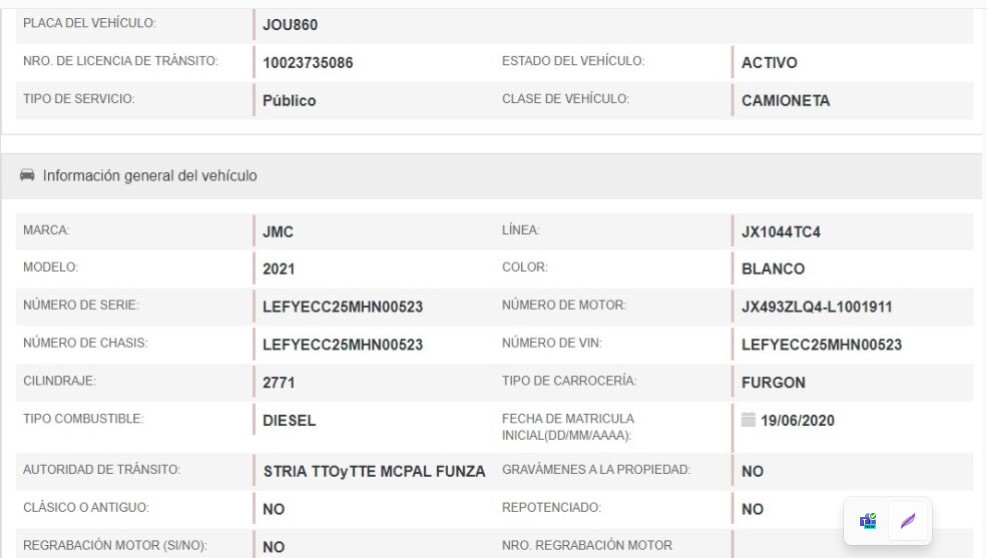 PLACA DEL VEHÍCULO: JOU860
NRO. DE LICENCIA DE TRÁNSITO: 10023735086 ESTADO DEL VEHÍCULO: ACTIVO
TIPO DE SERVICIO: Público CLASE DE VEHÍCULO: CAMIONETA
Información general del vehículo
MARCA: JMC LÍNEA: JX1044TC4
MODELO: 2021 COLOR: BLANCO
NÚMERO DE SERIE: LEFYECC25MHN00523 NÚMERO DE MOTOR: JX493ZLQ4-L1001911
NÚMERO DE CHASIS: LEFYECC25MHN00523 NÚMERO DE VIN: LEFYECC25MHN00523
CILINDRAJE: 2771 TIPO DE CARROCERÍA: FURGON
TIPO COMBUSTIBLE: DIESEL FECHA DE MATRICULA
INICIAL(DD/MM/AAAA): 19/06/2020
AUTORIDAD DE TRÁNSITO: STRIA TTOyTTE MCPAL FUNZA GRAVÁMENES A LA PROPIEDAD: NO
CLÁSICO O ANTIGUO: NO REPOTENCIADO: NO
REGRABACIÓN MOTOR (SI/NO): NO NRO. REGRABACIÓN MOTOR